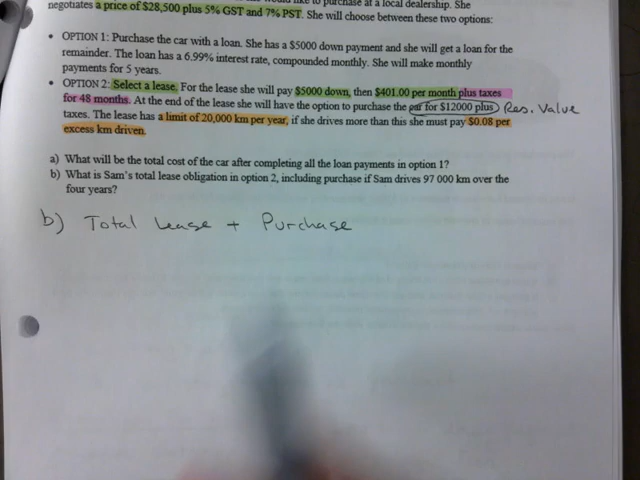 purchase at a local dealership. She
negotiates a price of $28,500 plus 5% GST and 7% PST. She will choose between these two options:
• OPTION 1: Purchase the car with a loan. She has a $5000 down payment and she will get a loan for the
remainder. The loan has a 6.99% interest rate, compounded monthly. She will make monthly
payments for 5 years.
• OPTION 2: Select a lease. For the lease she will pay $5000 down, then $401.00 per month plus taxes
for 48 months. At the end of the lease she will have the option to purchase the car for $12000 plus Res. Value
taxes. The lease has a limit of 20,000 km per year, if she drives more than this she must pay $0.08 per
excess km driven.
a) What will be the total cost of the car after completing all the loan payments in option 1?
b) What is Sam's total lease obligation in option 2, including purchase if Sam drives 97 000 km over the
four years?
b) Total Lease + Purchase